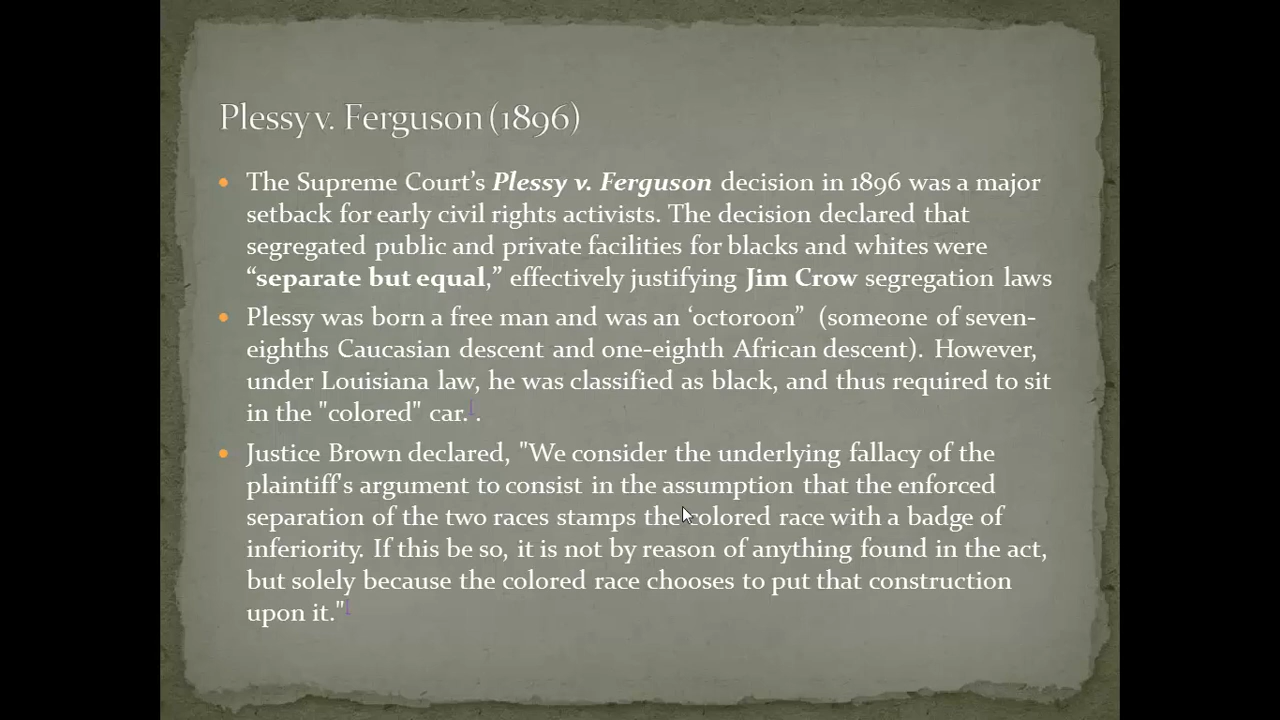 Plessy v. Ferguson (1896)
• The Supreme Court’s Plessy v. Ferguson decision in 1896 was a major
setback for early civil rights activists. The decision declared that
segregated public and private facilities for blacks and whites were
“separate but equal,” effectively justifying Jim Crow segregation laws
• Plessy was born a free man and was an ‘octoroon” (someone of seven-
eighths Caucasian descent and one-eighth African descent). However,
under Louisiana law, he was classified as black, and thus required to sit
in the "colored" car.[.
• Justice Brown declared, "We consider the underlying fallacy of the
plaintiff's argument to consist in the assumption that the enforced
separation of the two races stamps the colored race with a badge of
inferiority. If this be so, it is not by reason of anything found in the act,
but solely because the colored race chooses to put that construction
upon it."[